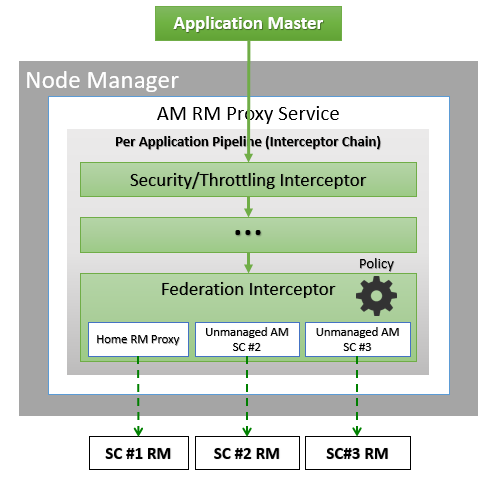 Application Master
Node Manager
AM RM Proxy Service
Per Application Pipeline (Interceptor Chain)
Security/Throttling Interceptor
...
Policy
Federation Interceptor
Home RM Proxy
Unmanaged AM
SC #2
Unmanaged AM
SC #3
SC #1 RM
SC #2 RM
SC#3 RM